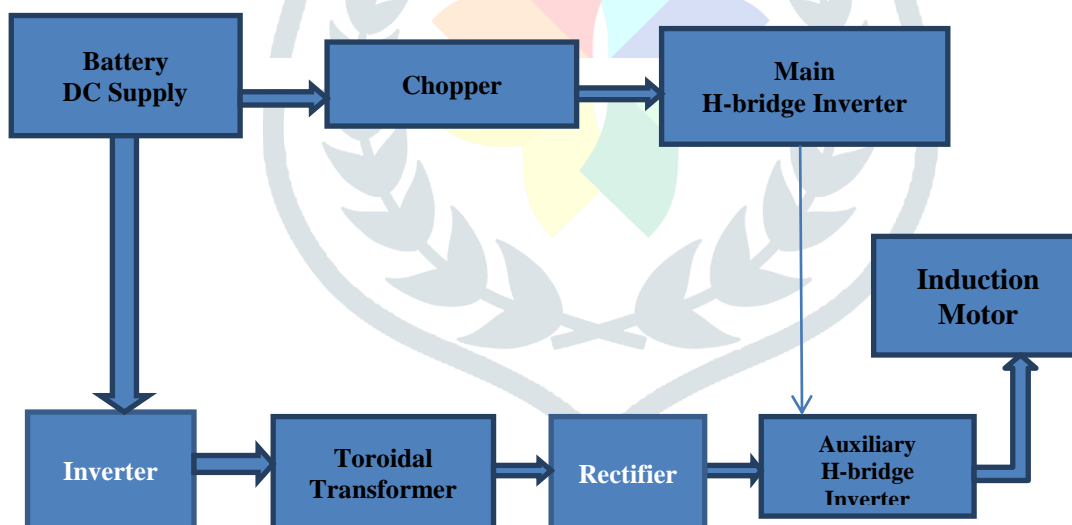 Battery
DC Supply
Chopper
Main
H-bridge Inverter
Induction
Motor
Inverter
Toroidal
Transformer
Rectifier
Auxiliary
H-bridge
Inverter